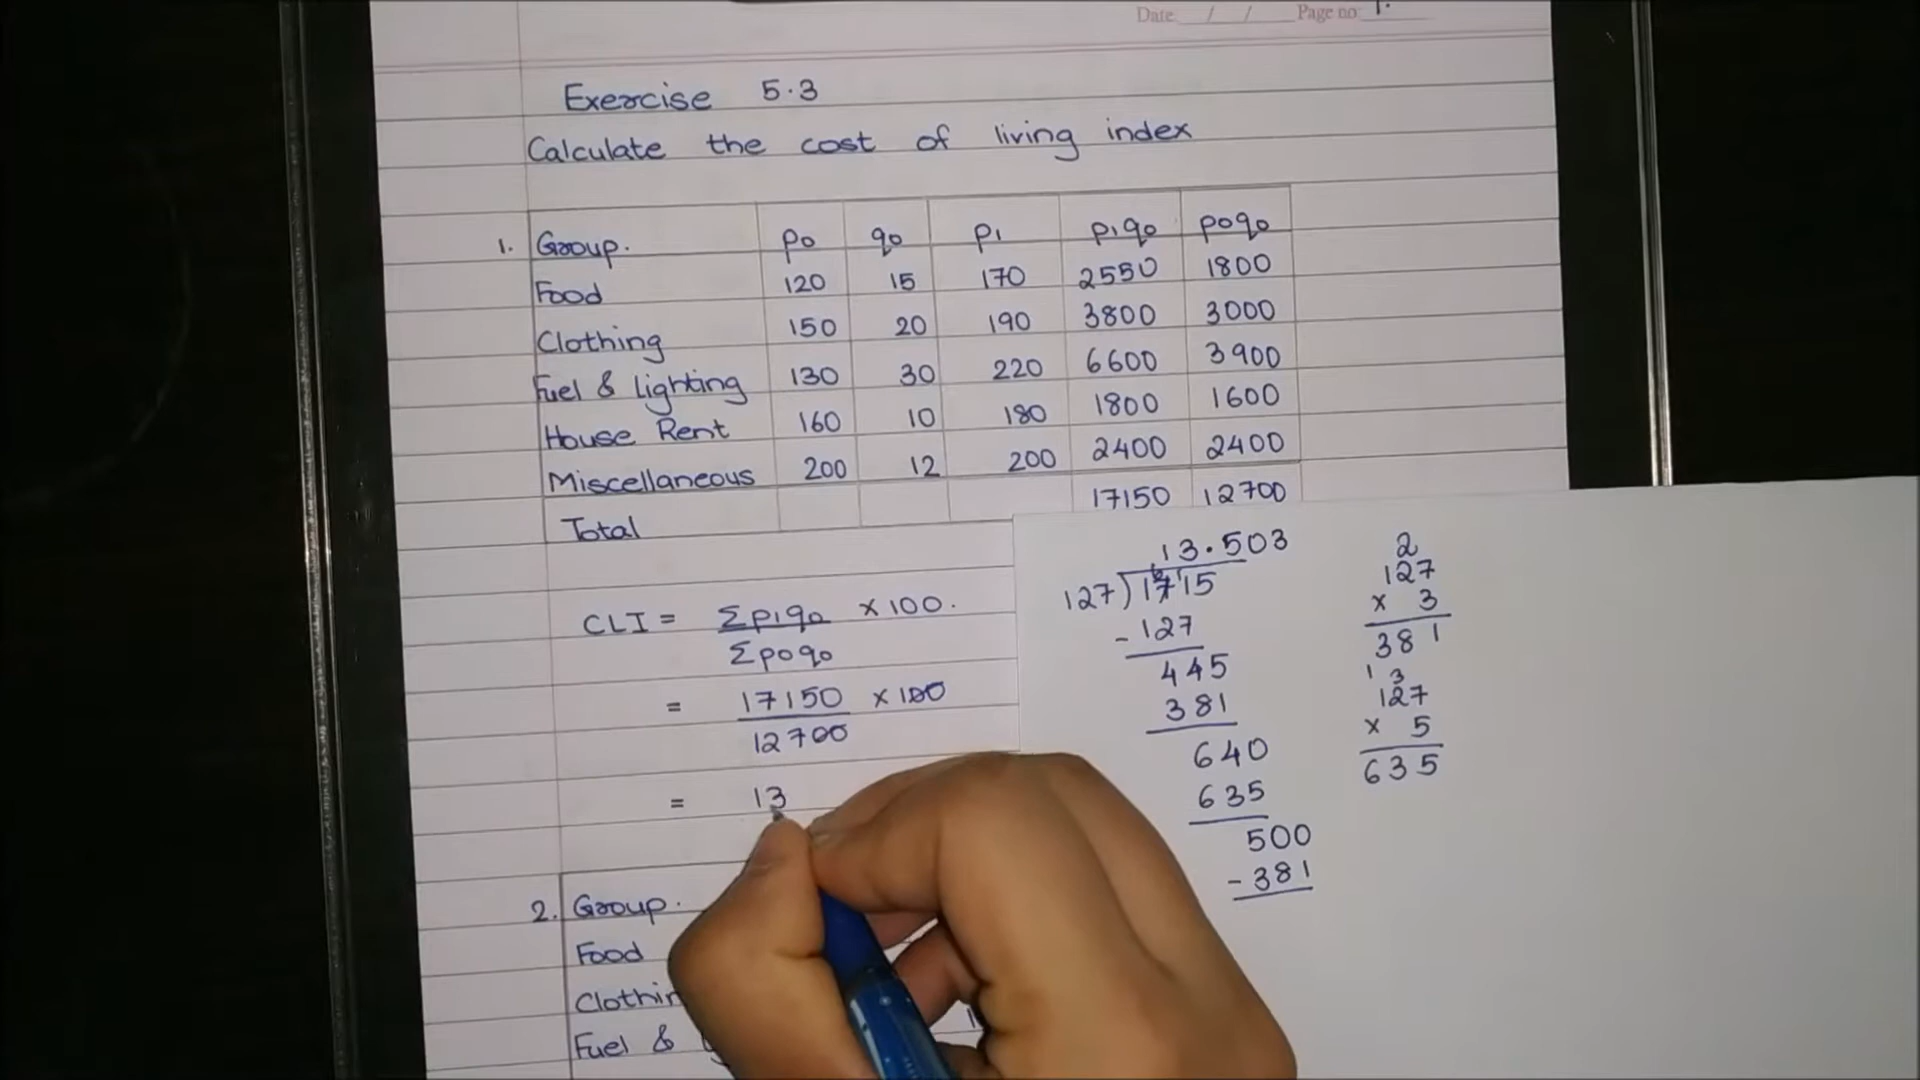 Date / / Page no 1.
Exercise 5.3
Calculate the cost of living index
1. Group. p0 q0 p1 p1q0 p0q0
Food 120 15 170 2550 1800
Clothing 150 20 190 3800 3000
Fuel & Lighting 130 30 220 6600 3900
House Rent 160 10 180 1800 1600
Miscellaneous 200 12 200 2400 2400
Total 17150 12700
CLI = Σp1q0 × 100.
Σp0q0
= 17150 × 100
12700
= 13
13.503
127)1715
-127
445
381
640
635
500
-381
2
127
× 3
381
1 3
127
× 5
635
2. Group.
Food
Clothin
Fuel &